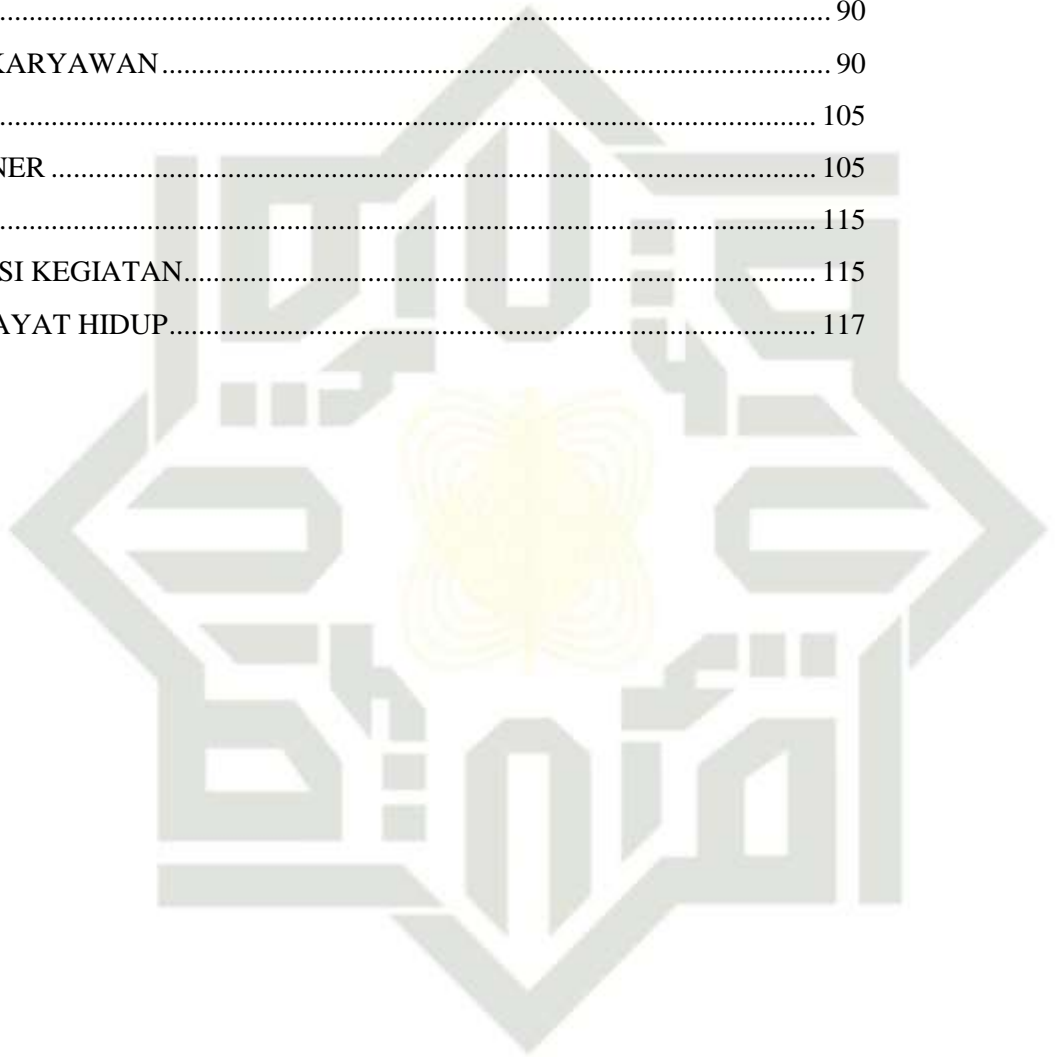 ........ 90
KARYAWAN ........ 90
........ 105
NER ........ 105
........ 115
SI KEGIATAN ........ 115
AYAT HIDUP ........ 117